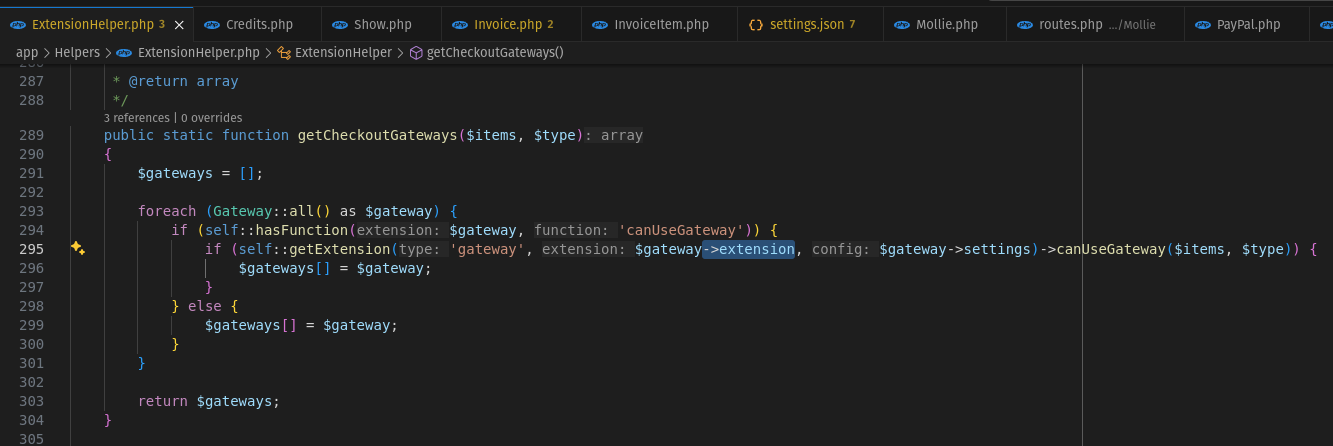 ExtensionHelper.php 3 Credits.php Show.php Invoice.php 2 InvoiceItem.php {} settings.json 7 Mollie.php routes.php .../Mollie PayPal.php
app > Helpers > ExtensionHelper.php > ExtensionHelper > getCheckoutGateways()
286
287 * @return array
288 */
3 references | 0 overrides
289 public static function getCheckoutGateways($items, $type): array
290 {
291 $gateways = [];
292
293 foreach (Gateway::all() as $gateway) {
294 if (self::hasFunction(extension: $gateway, function: 'canUseGateway')) {
295 if (self::getExtension(type: 'gateway', extension: $gateway->extension, config: $gateway->settings)->canUseGateway($items, $type)) {
296 $gateways[] = $gateway;
297 }
298 } else {
299 $gateways[] = $gateway;
300 }
301 }
302
303 return $gateways;
304 }
305